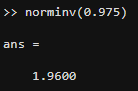 >> norminv(0.975)
ans =
1.9600